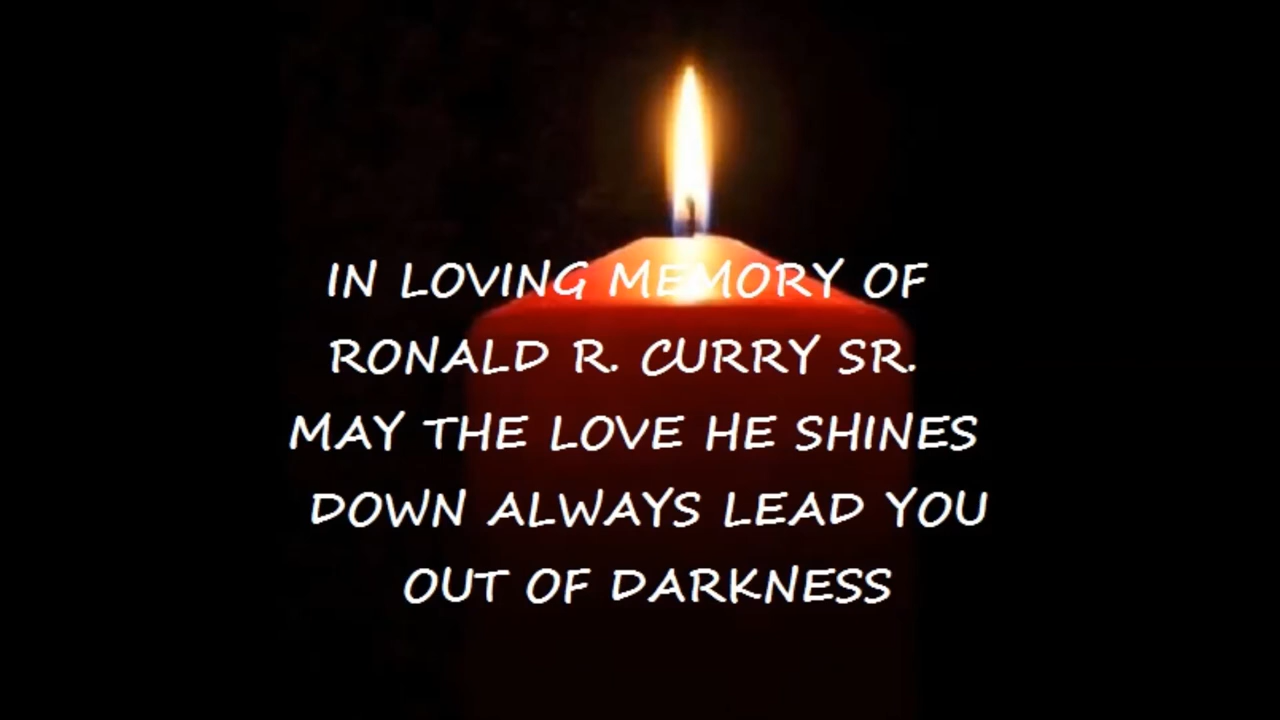 IN LOVING MEMORY OF
RONALD R. CURRY SR.
MAY THE LOVE HE SHINES
DOWN ALWAYS LEAD YOU
OUT OF DARKNESS